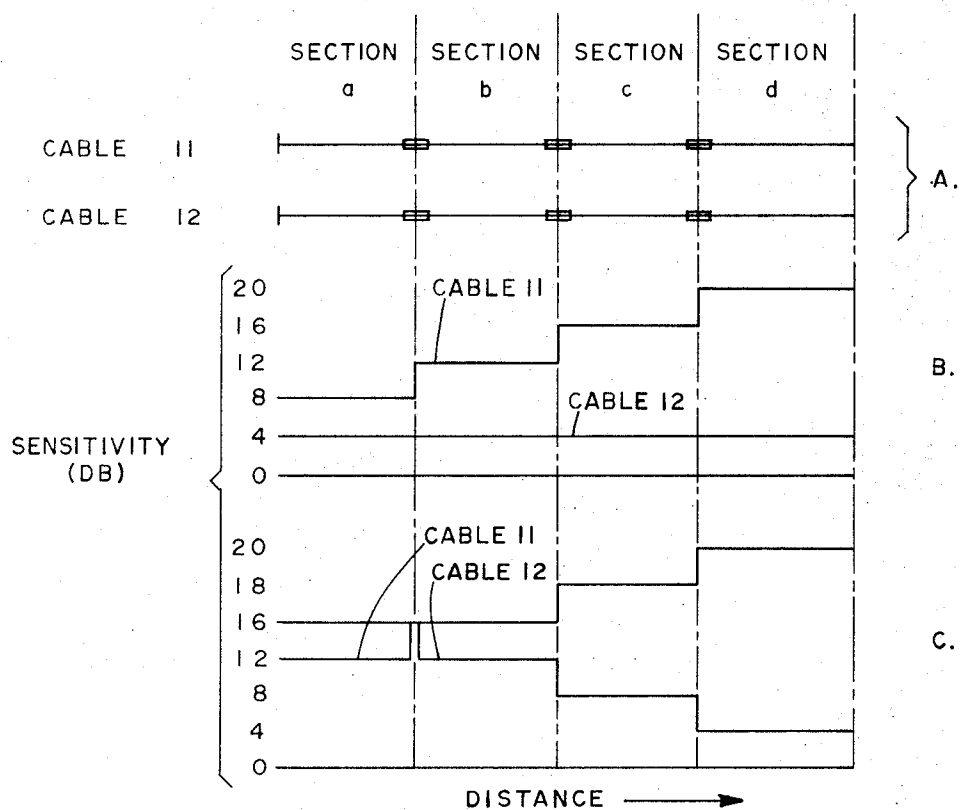 SECTION SECTION SECTION SECTION
a b c d
CABLE 11
A.
CABLE 12
20
CABLE 11
16
12
B.
8
CABLE 12
4
SENSITIVITY
(DB)
0
CABLE 11
20
CABLE 12
18
16
C.
12
8
4
0
DISTANCE